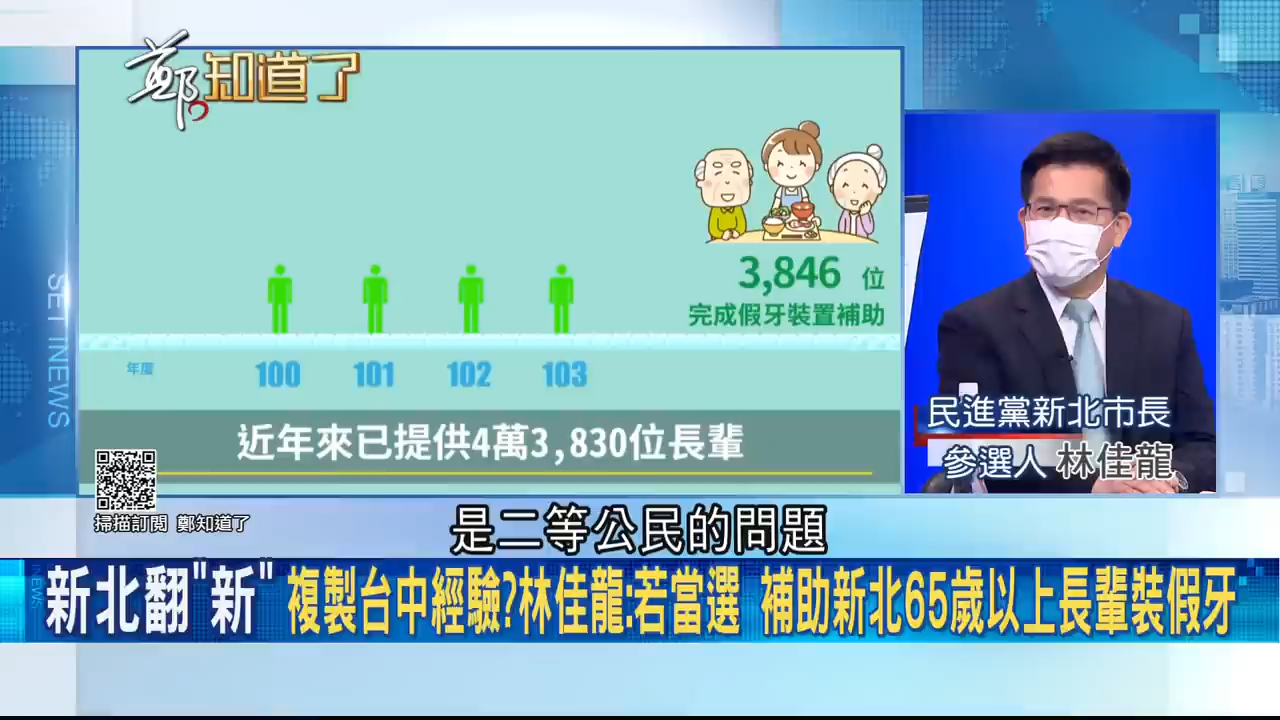 鄭知道了
3,846 位
完成假牙裝置補助
年度 100 101 102 103
近年來已提供4萬3,830位長輩
民進黨新北市長
參選人 林佳龍
SET iNEWS
掃描訂閱 鄭知道了
是二等公民的問題
新北翻"新" 複製台中經驗?林佳龍:若當選 補助新北65歲以上長輩裝假牙